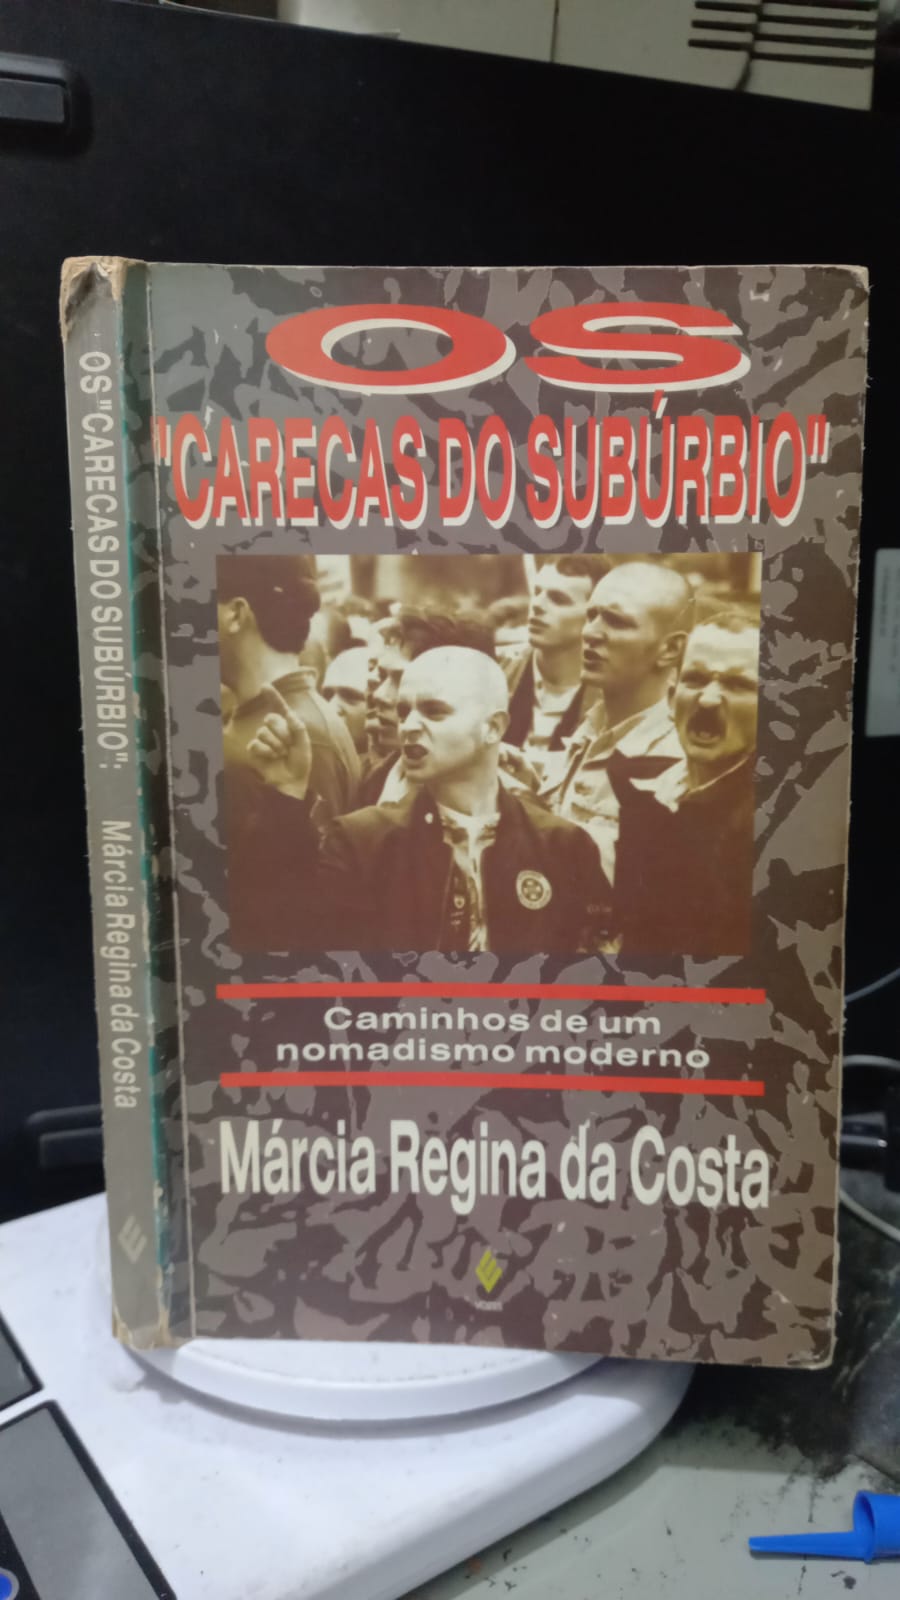 OS
"CARECAS DO SUBÚRBIO"
Caminhos de um
nomadismo moderno
Márcia Regina da Costa
VOZES
OS "CARECAS DO SUBÚRBIO": Márcia Regina da Costa